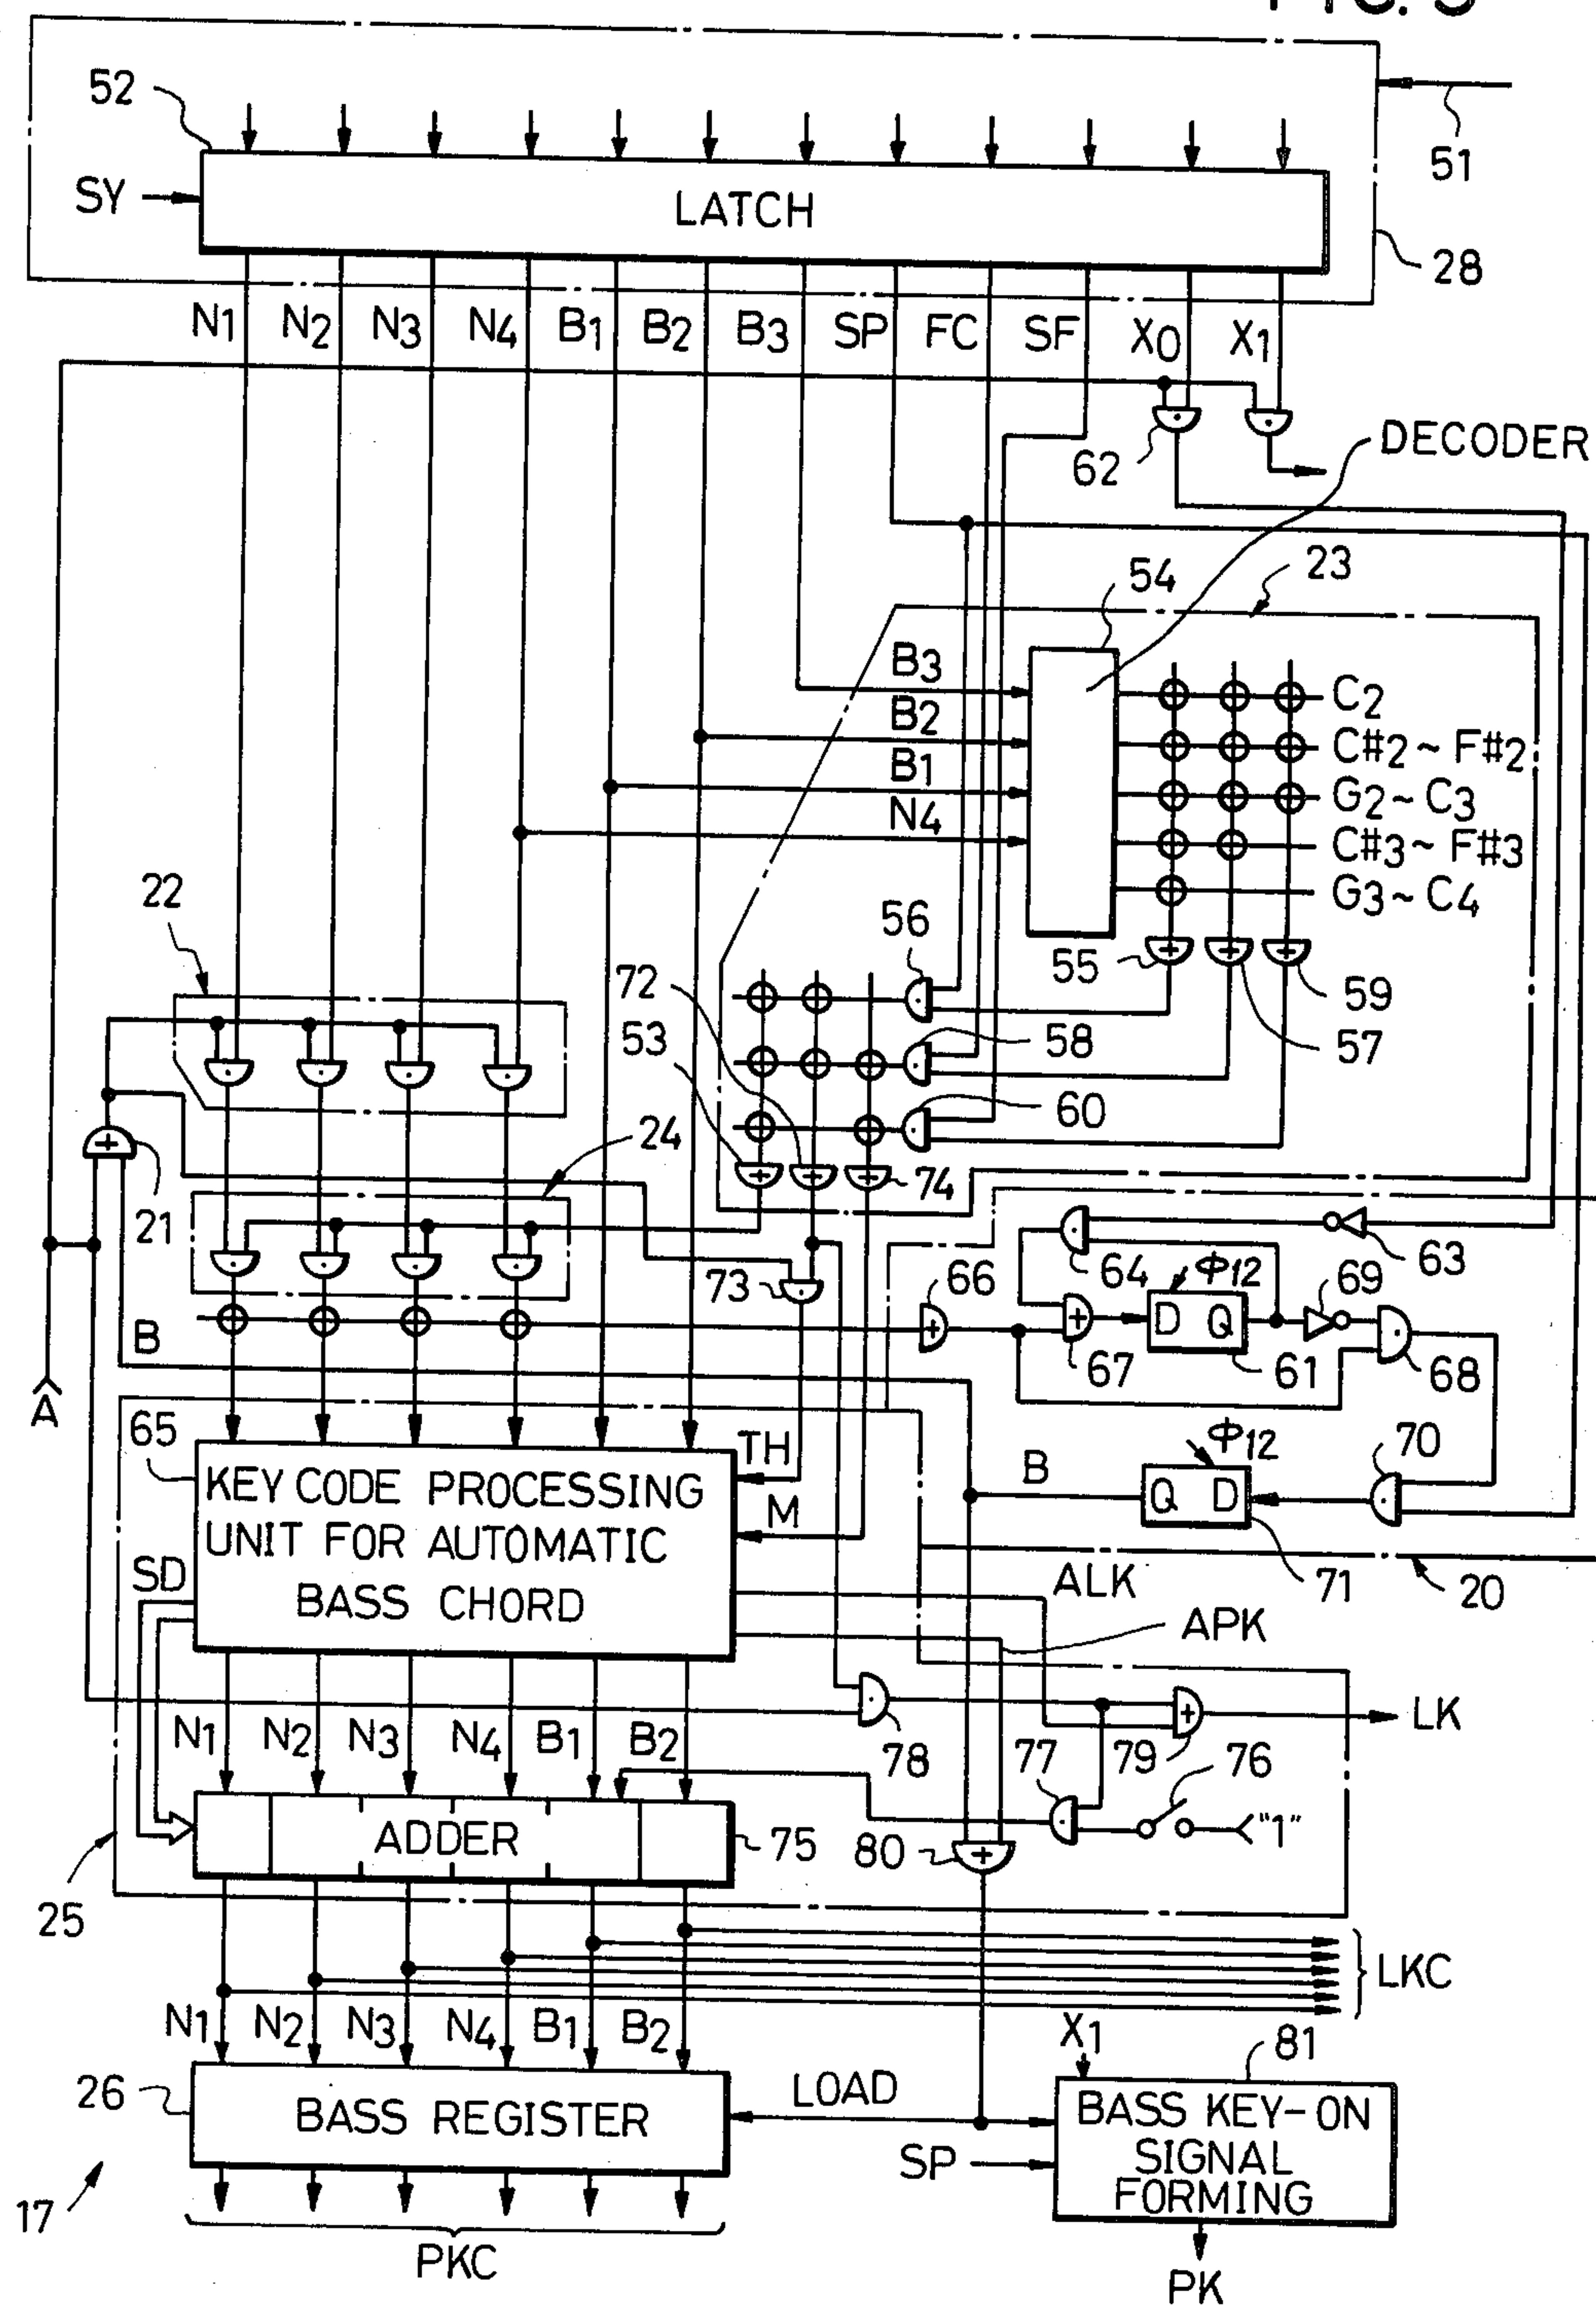 52
51
SY
LATCH
28
N1 N2 N3 N4 B1 B2 B3 SP FC SF X0 X1
62
DECODER
54
23
B3
C2
B2
C#2~F#2
B1
G2~C3
N4
C#3~F#3
G3~C4
22
56
55
59
72
57
53
58
60
24
74
21
63
64
φ12
69
73
66
D Q
B
67
61
68
A
65
TH
φ12
70
KEY CODE PROCESSING
UNIT FOR AUTOMATIC
BASS CHORD
B
Q D
M
SD
ALK
71
20
APK
LK
N1 N2 N3 N4 B1 B2
78
77
79
76
ADDER
75
80
"1"
25
LKC
N1 N2 N3 N4 B1 B2
X1
81
26
BASS REGISTER
LOAD
BASS KEY-ON
SIGNAL
FORMING
SP
17
PKC
PK